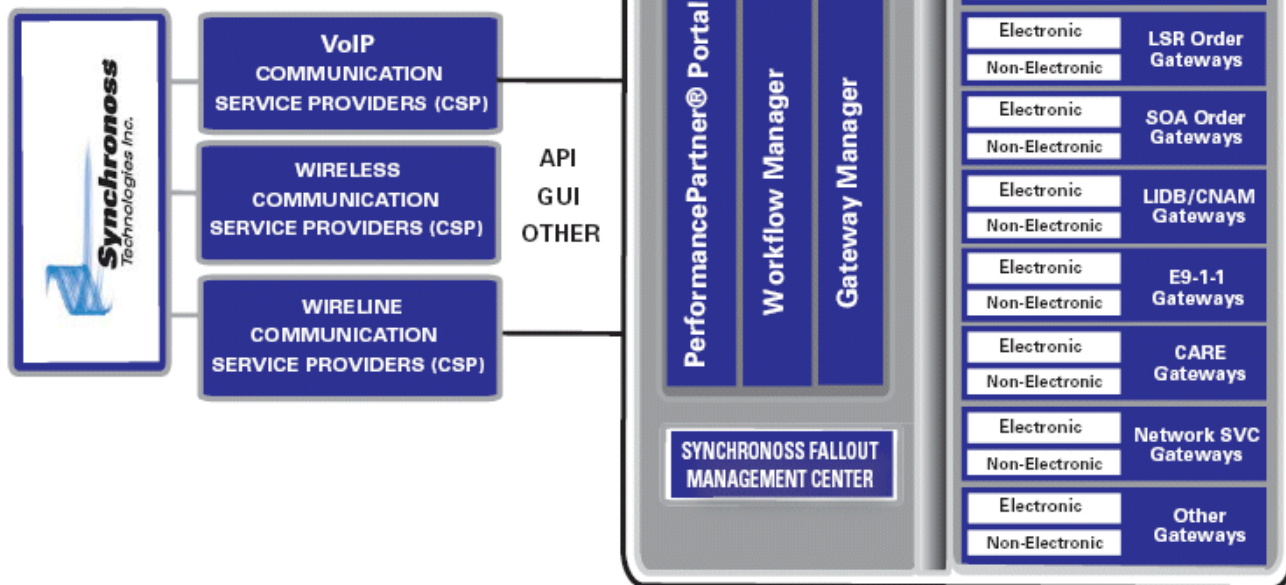 Synchronoss
Technologies Inc.
VoIP
COMMUNICATION
SERVICE PROVIDERS (CSP)
WIRELESS
COMMUNICATION
SERVICE PROVIDERS (CSP)
WIRELINE
COMMUNICATION
SERVICE PROVIDERS (CSP)
API
GUI
OTHER
PerformancePartner® Portal
Workflow Manager
Gateway Manager
SYNCHRONOSS FALLOUT
MANAGEMENT CENTER
Electronic
Non-Electronic
LSR Order
Gateways
Electronic
Non-Electronic
SOA Order
Gateways
Electronic
Non-Electronic
LIDB/CNAM
Gateways
Electronic
Non-Electronic
E9-1-1
Gateways
Electronic
Non-Electronic
CARE
Gateways
Electronic
Non-Electronic
Network SVC
Gateways
Electronic
Non-Electronic
Other
Gateways